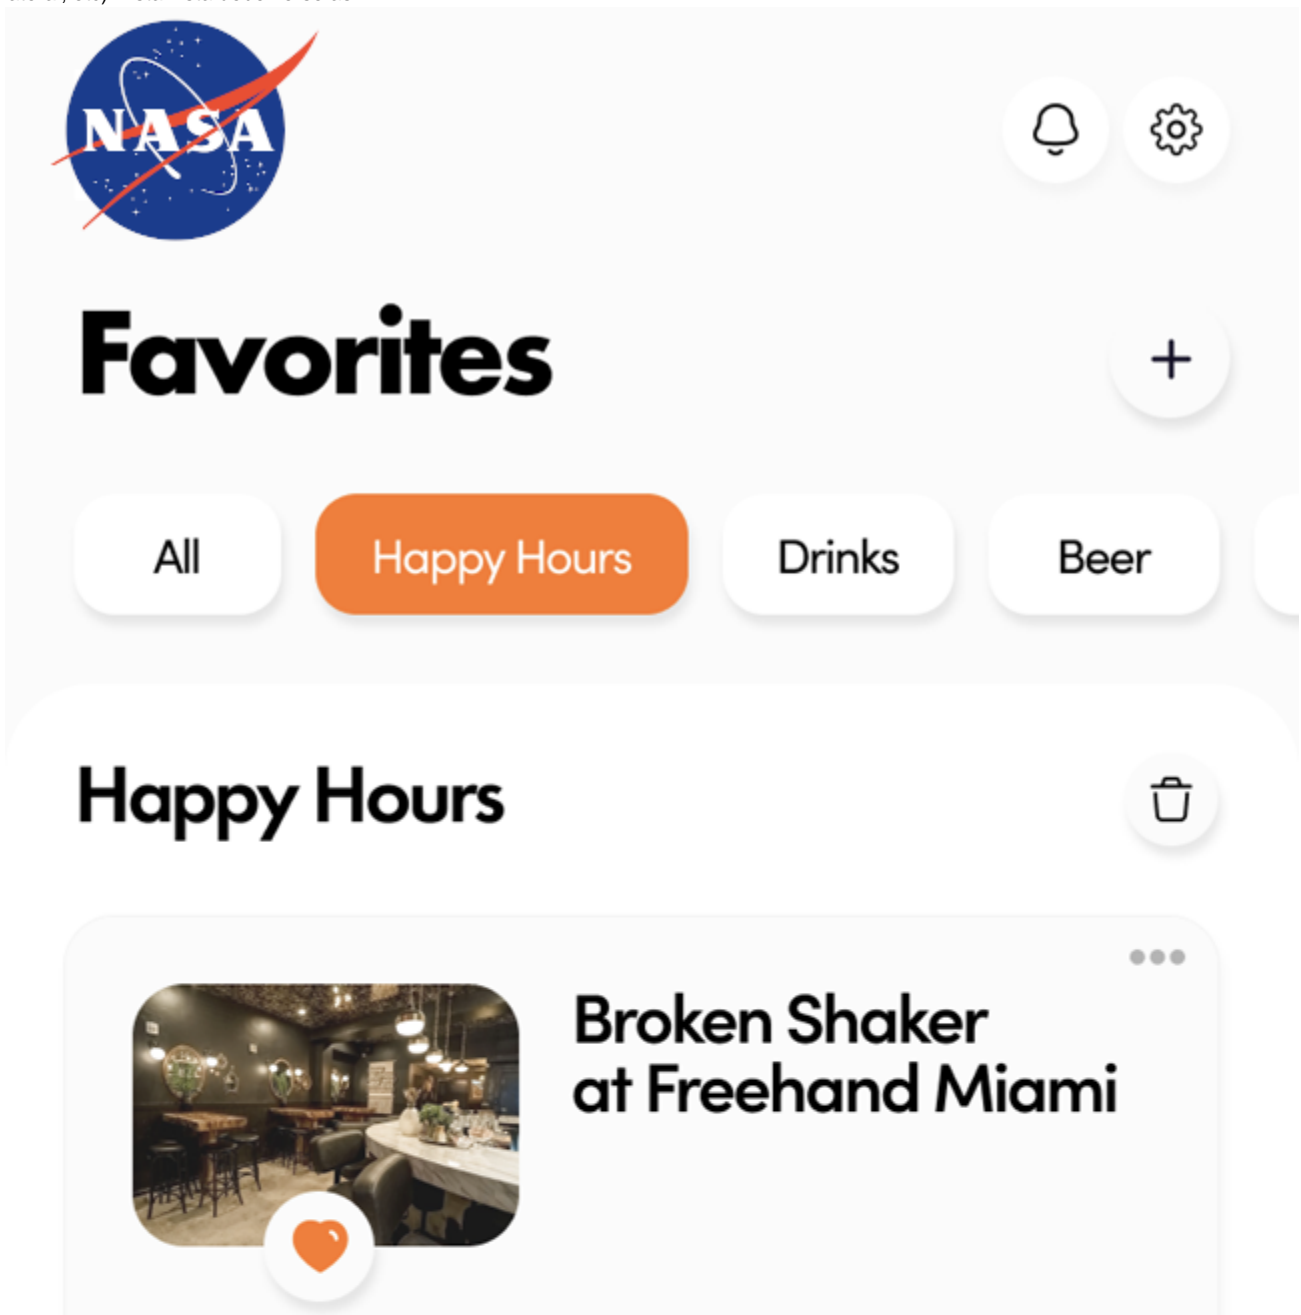 NASA
Favorites
All
Happy Hours
Drinks
Beer
Happy Hours
Broken Shaker
at Freehand Miami